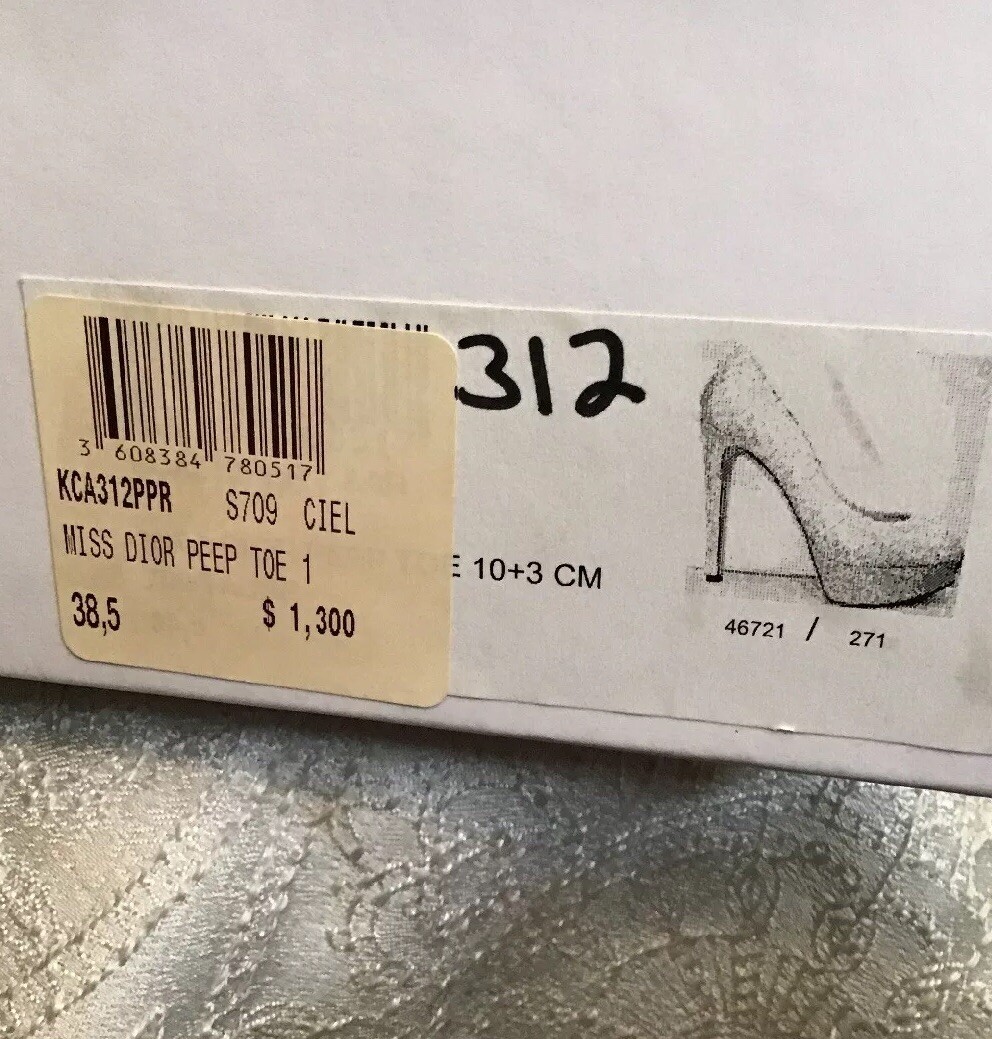 312
3 608384 780517
KCA312PPR S709 CIEL
MISS DIOR PEEP TOE 1
E 10+3 CM
38,5 $ 1,300
46721 / 271